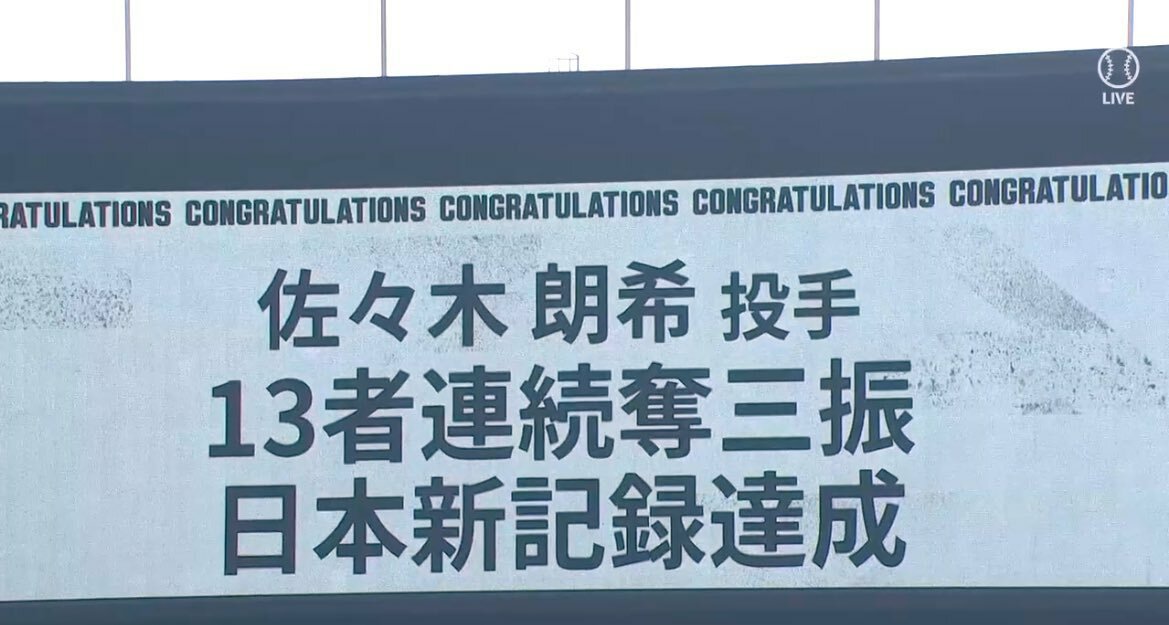 LIVE
RATULATIONS CONGRATULATIONS CONGRATULATIONS CONGRATULATIONS CONGRATULATIO
佐々木 朗希 投手
13者連続奪三振
日本新記録達成